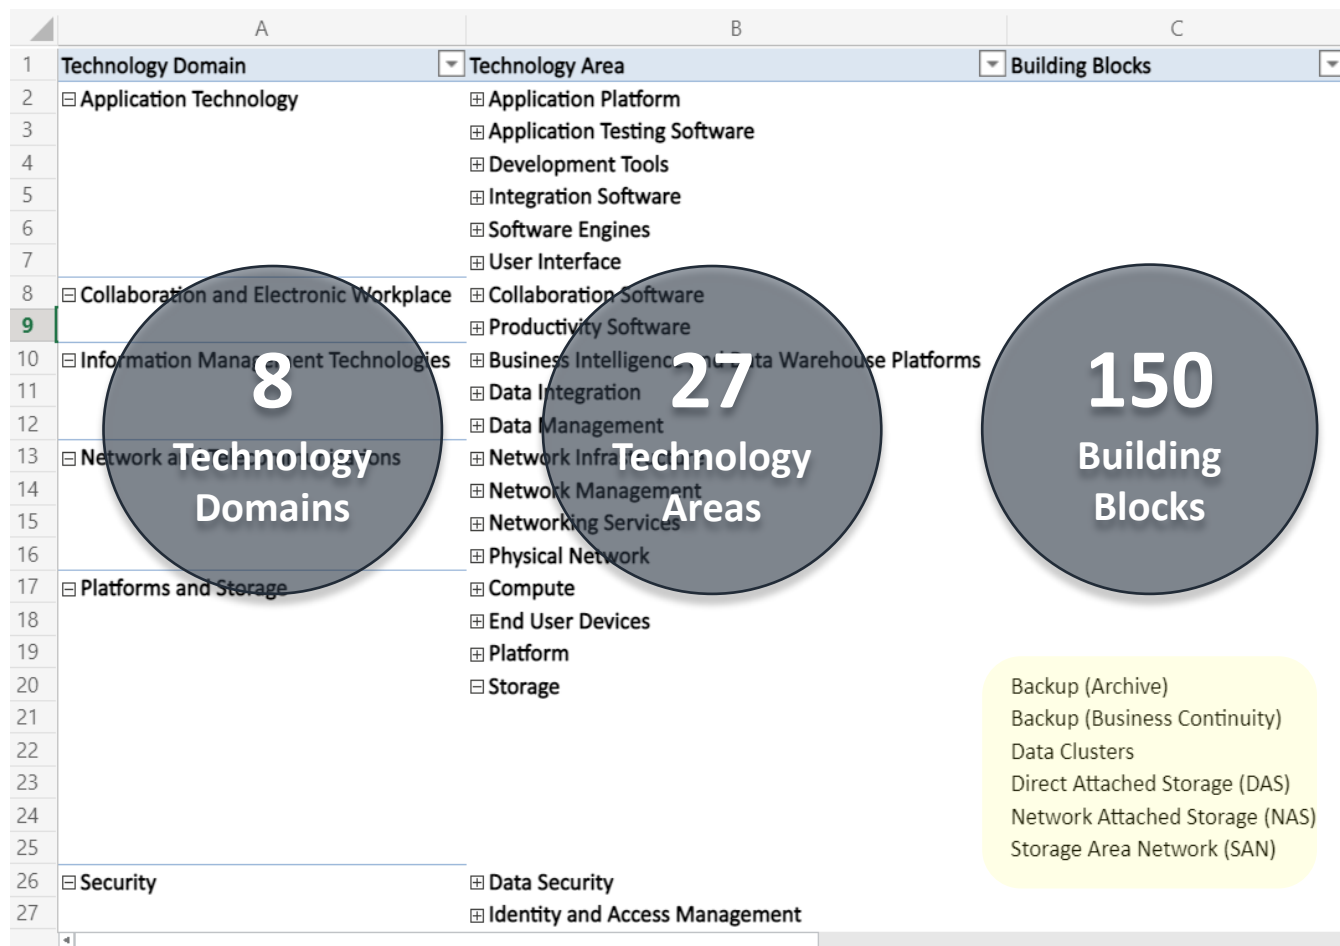 A B C
1 Technology Domain Technology Area Building Blocks
2 Application Technology Application Platform
3 Application Testing Software
4 Development Tools
5 Integration Software
6 Software Engines
7 User Interface
8 Collaboration and Electronic Workplace Collaboration Software
9 Productivity Software
10 Information Management Technologies Business Intelligence and Data Warehouse Platforms
11 Data Integration
12 Data Management
13 Network and Telecommunications Network Infrastructure
14 Network Management
15 Networking Services
16 Physical Network
17 Platforms and Storage Compute
18 End User Devices
19 Platform
20 Storage Backup (Archive)
21 Backup (Business Continuity)
22 Data Clusters
23 Direct Attached Storage (DAS)
24 Network Attached Storage (NAS)
25 Storage Area Network (SAN)
26 Security Data Security
27 Identity and Access Management
8
Technology
Domains
27
Technology
Areas
150
Building
Blocks